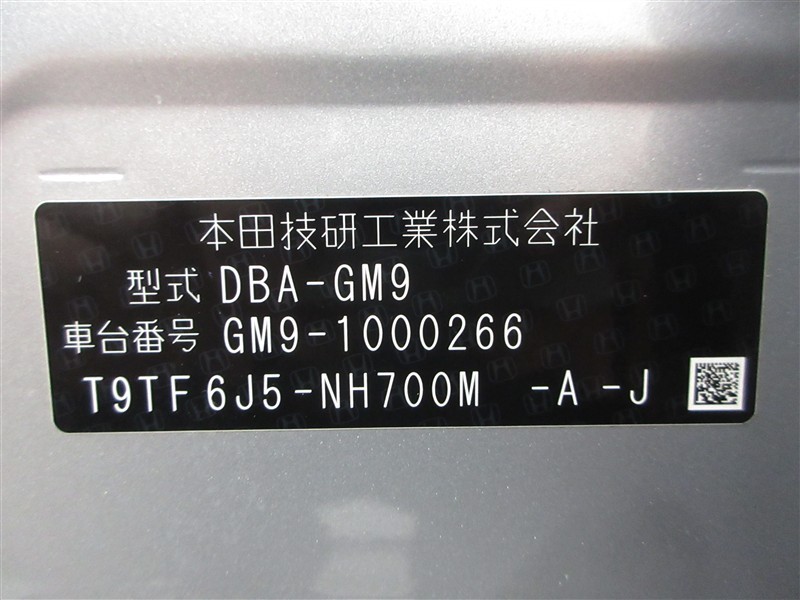 本田技研工業株式会社
型式 DBA-GM9
車台番号 GM9-1000266
T9TF6J5-NH700M -A-J